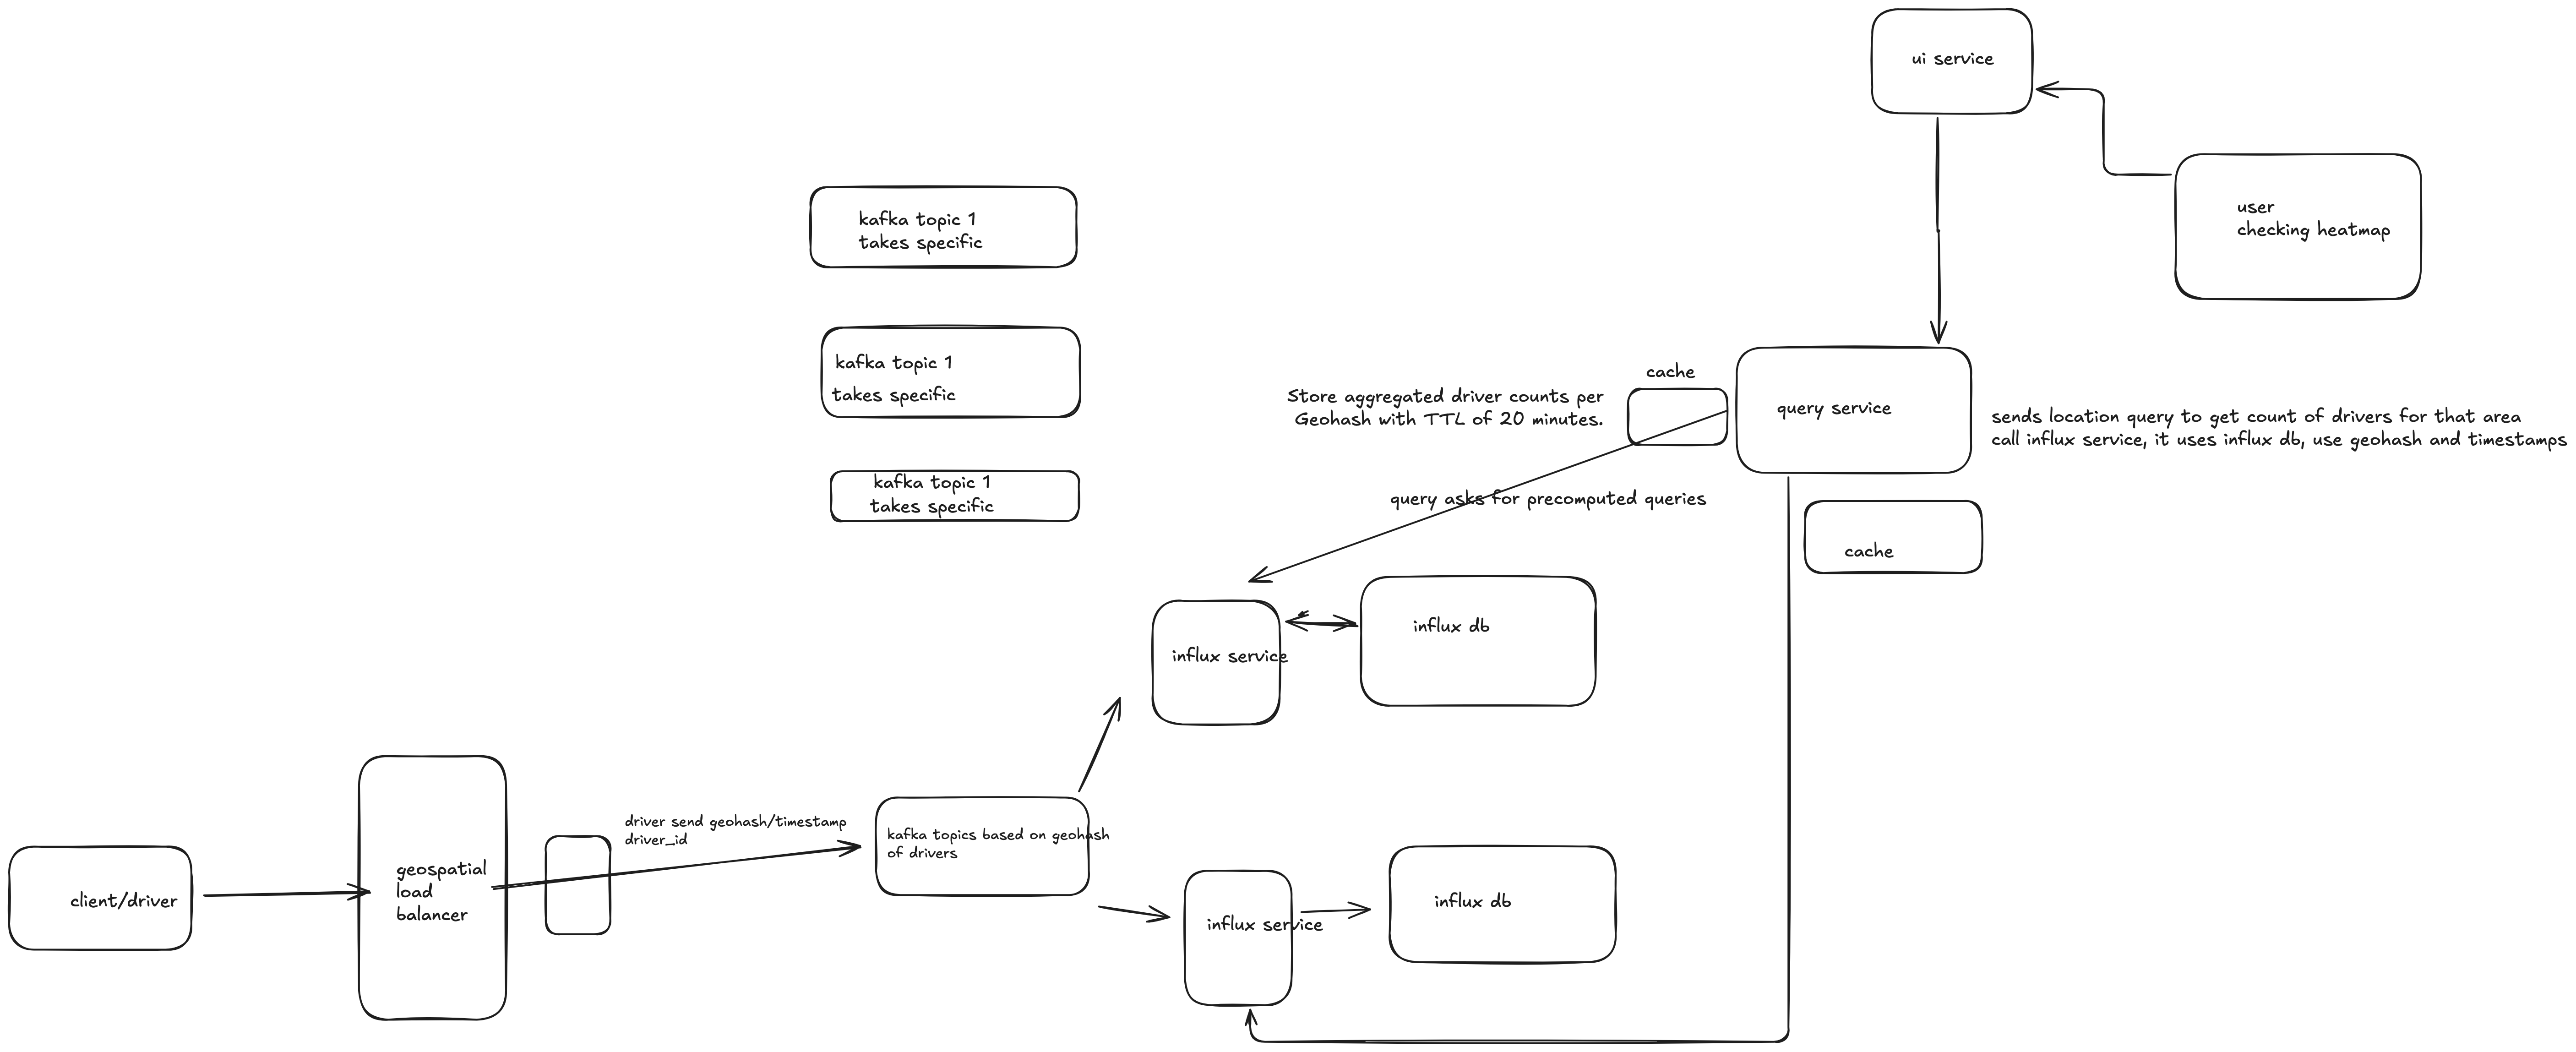 ui service
user
checking heatmap
kafka topic 1
takes specific
kafka topic 1
takes specific
kafka topic 1
takes specific
cache
Store aggregated driver counts per
Geohash with TTL of 20 minutes.
query service
sends location query to get count of drivers for that area
call influx service, it uses influx db, use geohash and timestamps
query asks for precomputed queries
cache
influx service
influx db
driver send geohash/timestamp
driver_id
kafka topics based on geohash
of drivers
client/driver
geospatial
load
balancer
influx service
influx db